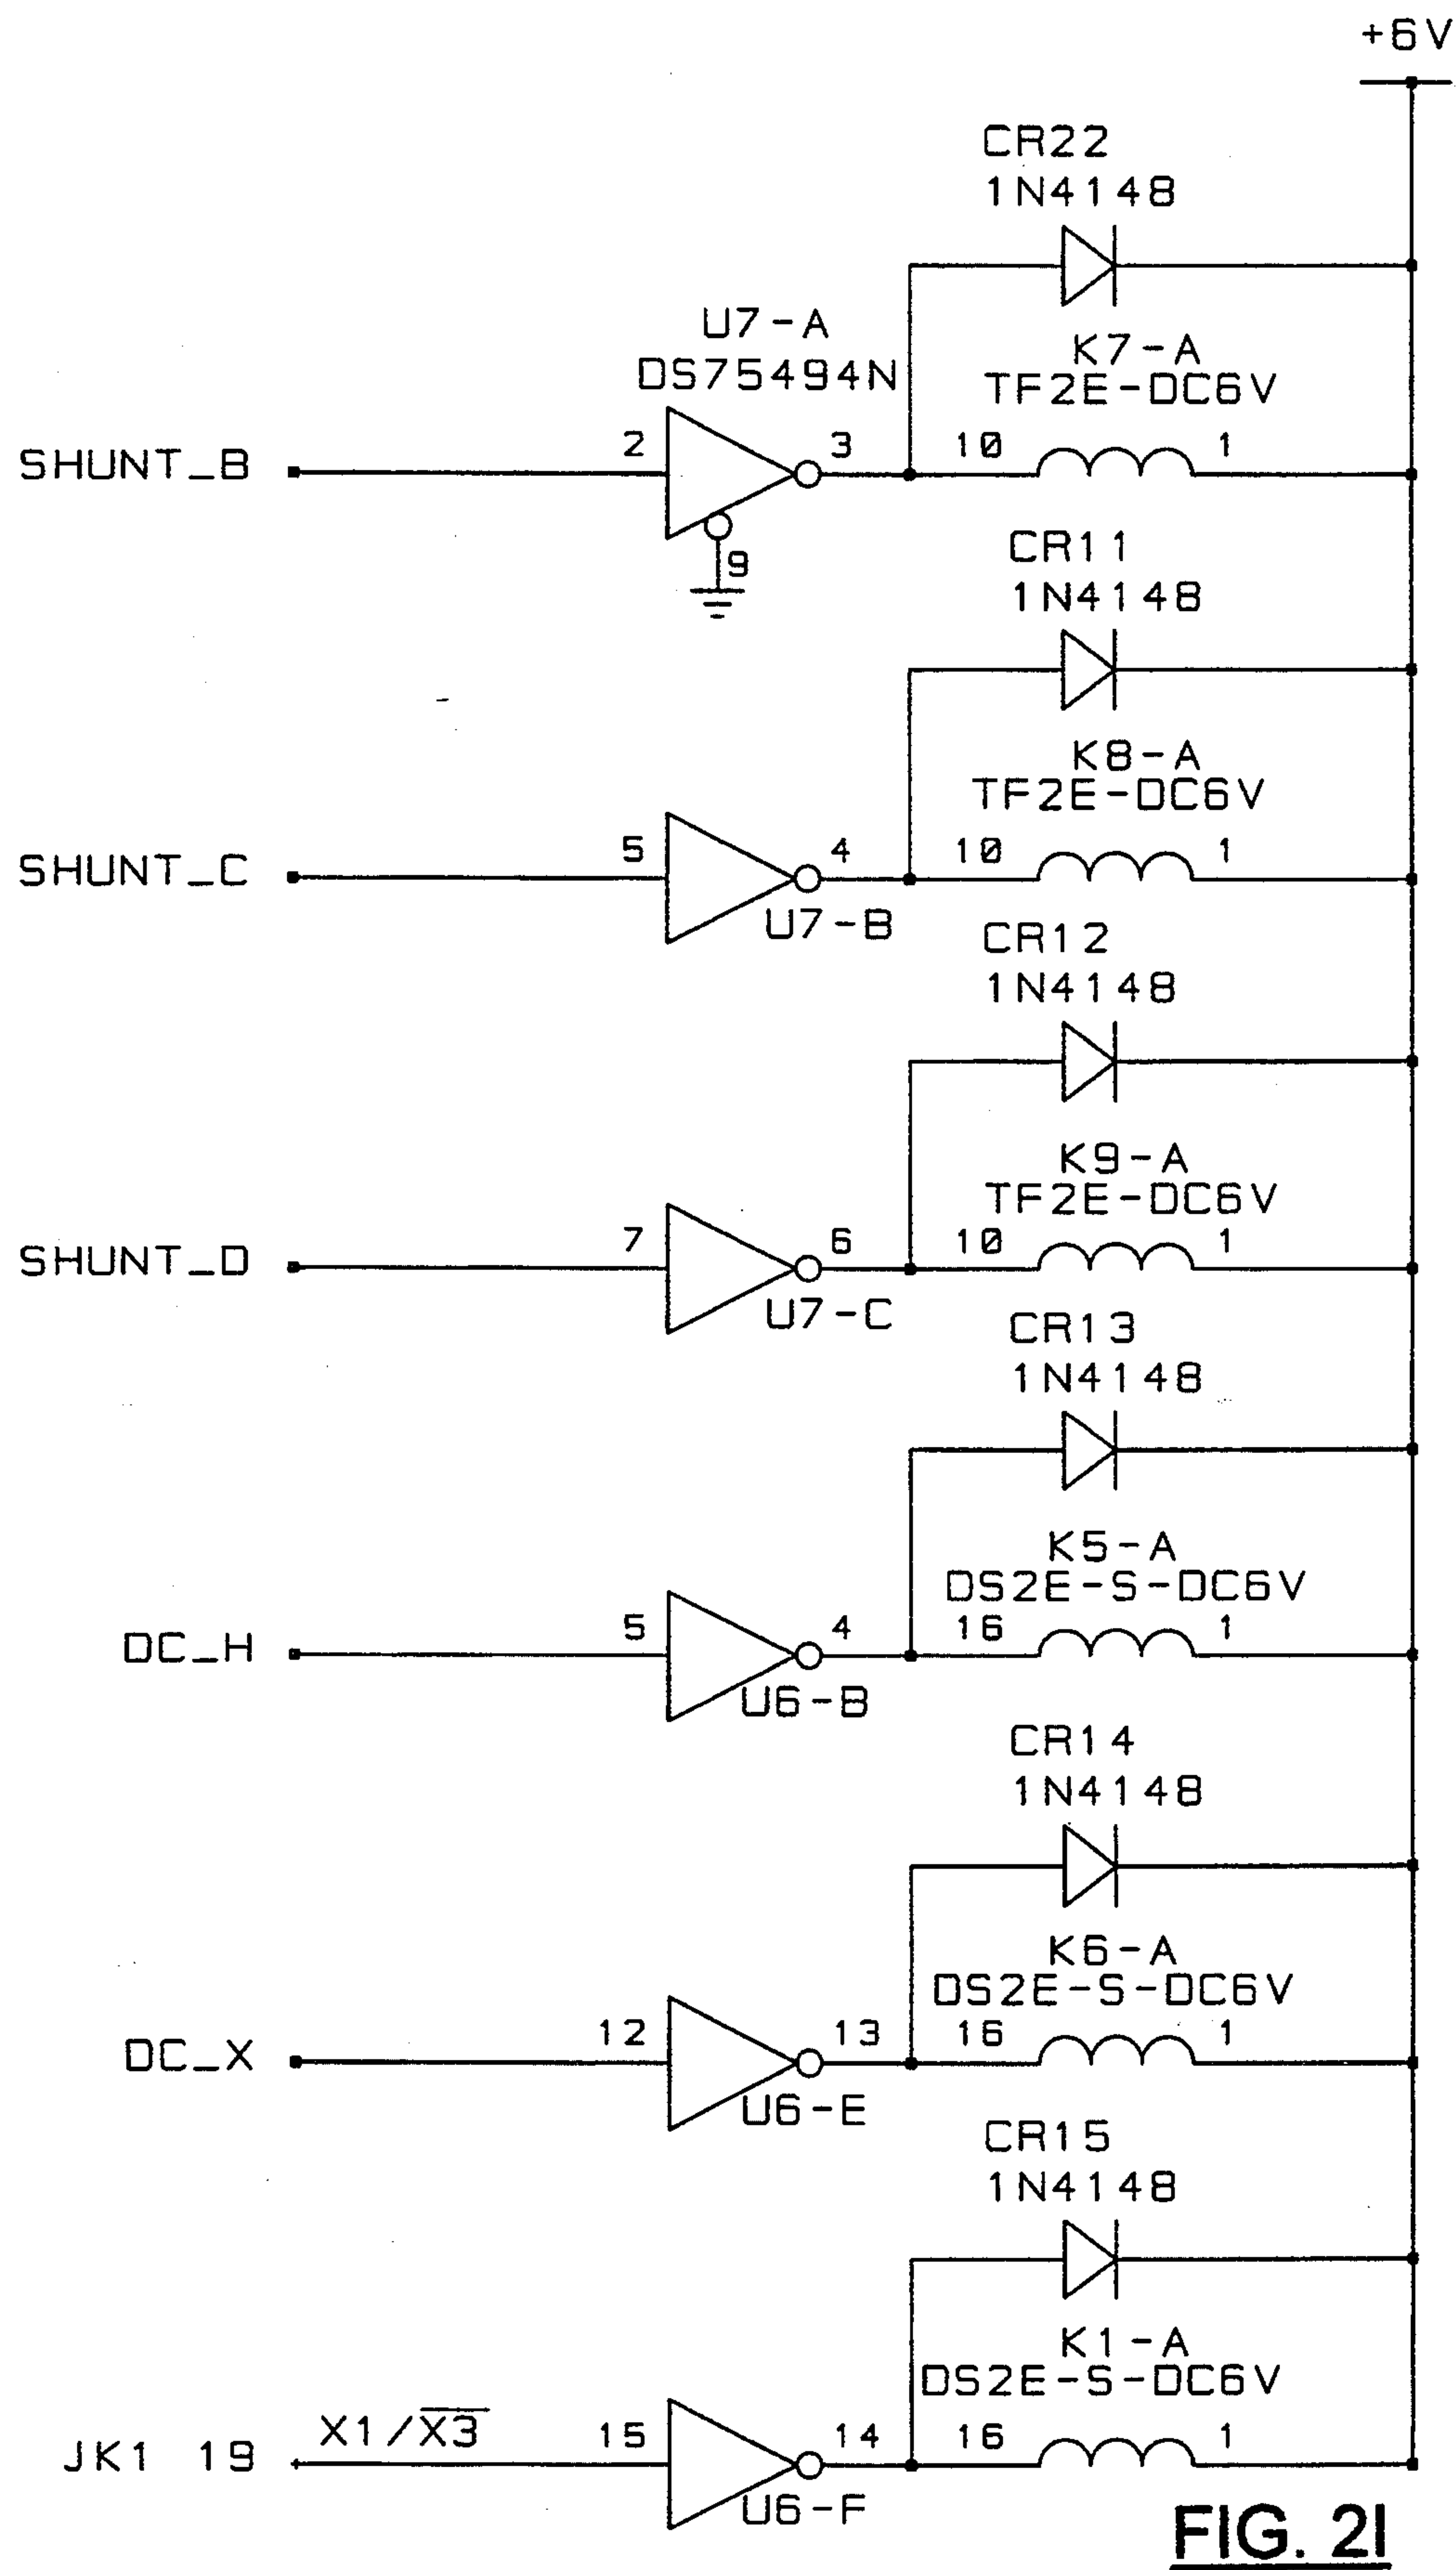 +6V
CR22
1N4148
U7-A
DS75494N
K7-A
TF2E-DC6V
SHUNT_B
2
3
10
1
9
CR11
1N4148
K8-A
TF2E-DC6V
SHUNT_C
5
4
10
1
U7-B
CR12
1N4148
K9-A
TF2E-DC6V
SHUNT_D
7
6
10
1
U7-C
CR13
1N4148
K5-A
DS2E-S-DC6V
DC_H
5
4
16
1
U6-B
CR14
1N4148
K6-A
DS2E-S-DC6V
DC_X
12
13
16
1
U6-E
CR15
1N4148
K1-A
DS2E-S-DC6V
JK1 19
X1/X̅3̅
15
14
16
1
U6-F
FIG. 2I